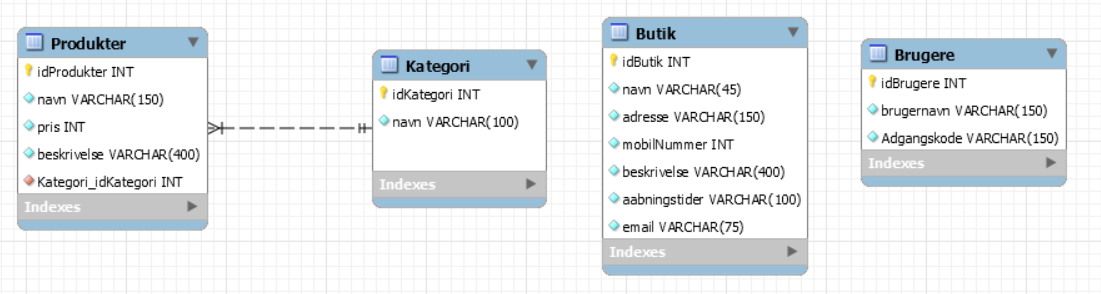 Produkter
idProdukter INT
navn VARCHAR(150)
pris INT
beskrivelse VARCHAR(400)
Kategori_idKategori INT
Indexes
Kategori
idKategori INT
navn VARCHAR(100)
Indexes
Butik
idButik INT
navn VARCHAR(45)
adresse VARCHAR(150)
mobilNummer INT
beskrivelse VARCHAR(400)
aabningstider VARCHAR(100)
email VARCHAR(75)
Indexes
Brugere
idBrugere INT
brugernavn VARCHAR(150)
Adgangskode VARCHAR(150)
Indexes